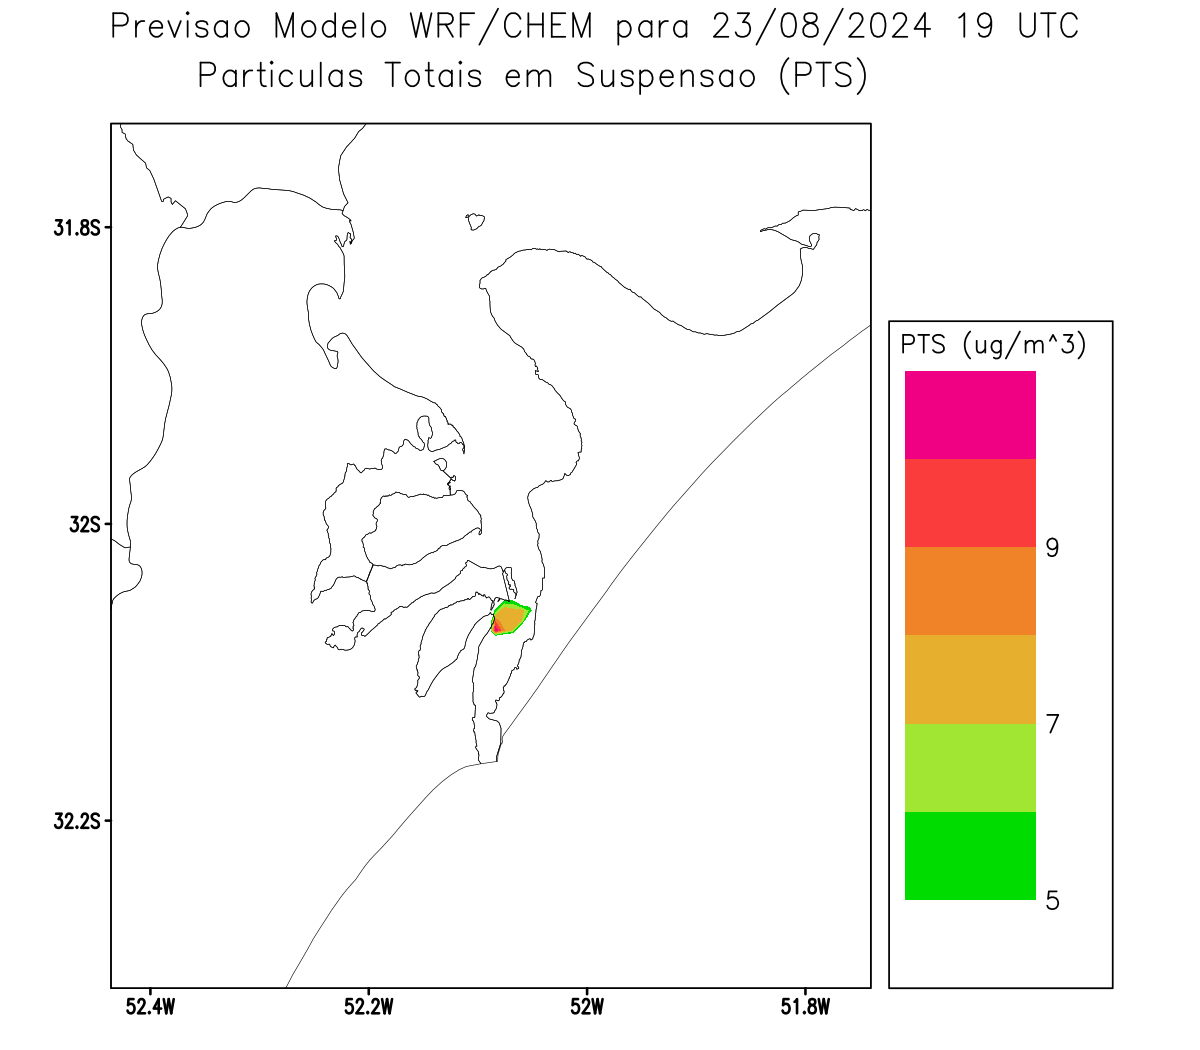 Previsao Modelo WRF/CHEM para 23/08/2024 19 UTC
Particulas Totais em Suspensao (PTS)
31.8S
32S
32.2S
52.4W
52.2W
52W
51.8W
PTS (ug/m^3)
9
7
5